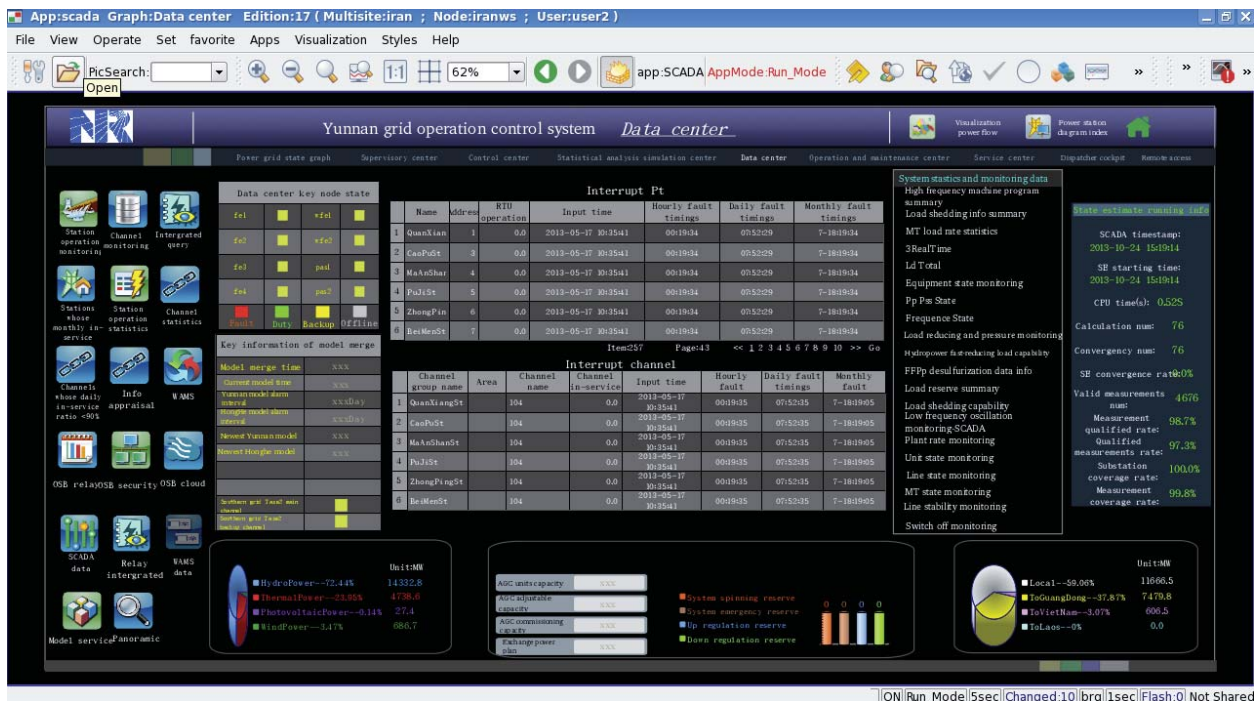 App:scada Graph:Data center Edition:17 ( Multisite:iran ; Node:iranws ; User:user2 )
File View Operate Set favorite Apps Visualization Styles Help
PicSearch: 1:1 62% app:SCADA AppMode:Run_Mode » » »
Open
NR Yunnan grid operation control system Data center Visualization power flow Power station diagram index
Power grid state graph Supervisory center Control center Statistical analysis simulation center Data center Operation and maintenance center Service center Dispatcher cockpit Remote access
Station operation monitoring
Channel monitoring
Intergrated query
Stations whose monthly in-service
Station operation statistics
Channel statistics
Channels whose daily in-service ratio <90%
Info appraisal
WAMS
OSB relay
OSB security
OSB cloud
SCADA data
Relay intergrated
WAMS data
Model service
Panoramic
Data center key node state
fe1 wfe1
fe2 wfe2
fe3 pas1
fe4 pas2
Fault Duty Backup Offline
Key information of model merge
Model merge time xxx
Current model time xxx
Yunnan model alarm interval xxxDay
Honghe model alarm interval xxxDay
Newest Yunnan model xxx
Newest Honghe model xxx
Southern grid Tase2 main channel
Southern grid Tase2 backup channel
Interrupt Pt
Name Address RTU operation Input time Hourly fault timings Daily fault timings Monthly fault timings
1 QuanXian 1 0.0 2013-05-17 10:35:41 00:19:34 07:52:29 7-18:19:34
2 CaoPuSt 3 0.0 2013-05-17 10:35:41 00:19:34 07:52:29 7-18:19:34
3 MaAnShar 4 0.0 2013-05-17 10:35:41 00:19:34 07:52:29 7-18:19:34
4 PuJiSt 5 0.0 2013-05-17 10:35:41 00:19:34 07:52:29 7-18:19:34
5 ZhongPin 6 0.0 2013-05-17 10:35:41 00:19:34 07:52:29 7-18:19:34
6 BeiMenSt 7 0.0 2013-05-17 10:35:41 00:19:34 07:52:29 7-18:19:34
Item:257 Page:43 << 1 2 3 4 5 6 7 8 9 10 >> Go
Interrupt channel
Channel group name Area Channel name Channel in-service Input time Hourly fault Daily fault timings Monthly fault
1 QuanXiangSt 104 0.0 2013-05-17 10:35:41 00:19:35 07:52:35 7-18:19:05
2 CaoPuSt 104 0.0 2013-05-17 10:35:41 00:19:35 07:52:35 7-18:19:05
3 MaAnShanSt 104 0.0 2013-05-17 10:35:41 00:19:35 07:52:35 7-18:19:05
4 PuJiSt 104 0.0 2013-05-17 10:35:41 00:19:35 07:52:35 7-18:19:05
5 ZhongPingSt 104 0.0 2013-05-17 10:35:41 00:19:35 07:52:35 7-18:19:05
6 BeiMenSt 104 0.0 2013-05-17 10:35:41 00:19:35 07:52:35 7-18:19:05
System stastics and monitoring data
High frequency machine program summary
Load shedding info summary
MT load rate statistics
3RealTime
Ld Total
Equipment state monitoring
Pp Pss State
Frequence State
Load reducing and pressure monitoring
Hydropower fast-reducing load capability
FFPp desulfurization data info
Load reserve summary
Load shedding capability
Low frequency oscillation monitoring-SCADA
Plant rate monitoring
Unit state monitoring
Line state monitoring
MT state monitoring
Line stability monitoring
Switch off monitoring
State estimate running info
SCADA timestamp:
2013-10-24 15:19:14
SE starting time:
2013-10-24 15:19:14
CPU time(s): 0.52S
Calculation num: 76
Convergency num: 76
SE convergence rate: 0%
Valid measurements num: 4676
Measurement qualified rate: 98.7%
Qualified measurements rate: 97.3%
Substation coverage rate: 100.0%
Measurement coverage rate: 99.8%
Unit:MW
HydroPower--72.44% 14332.8
ThermalPower--23.95% 4738.6
PhotovoltaicPower--0.14% 27.4
WindPower--3.47% 686.7
AGC units capacity xxx
AGC adjustable capacity xxx
AGC commissioning capacity xxx
Exchange power plan xxx
System spinning reserve
System emergency reserve
Up regulation reserve
Down regulation reserve
0 0 0 0
Unit:MW
Local--59.06% 11666.5
ToGuangDong--37.87% 7479.8
ToVietNam--3.07% 606.5
ToLaos--0% 0.0
ON Run Mode 5sec Changed:10 brg 1sec Flash:0 Not Shared